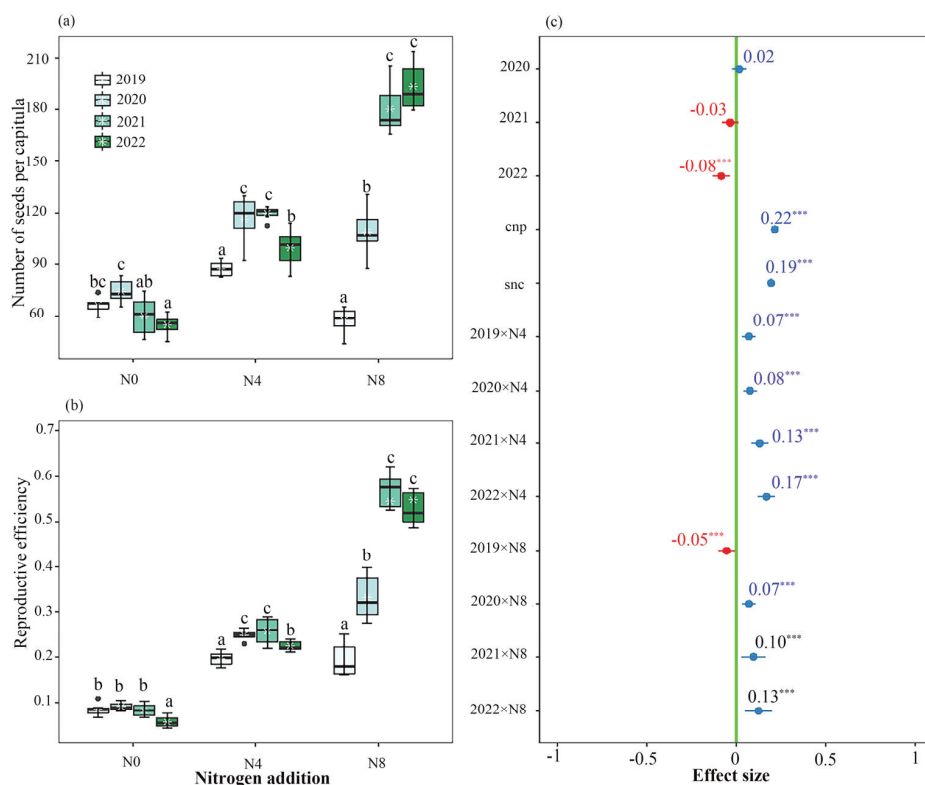 (a)
Number of seeds per capitula
210
180
150
120
90
60
2019
2020
2021
2022
bc c ab a
a c c b
a b c c
N0 N4 N8
(b)
Reproductive efficiency
0.7
0.6
0.5
0.4
0.3
0.2
0.1
b b b a
a c c b
a b c c
N0 N4 N8
Nitrogen addition
(c)
2020 0.02
2021 -0.03
2022 -0.08***
cnp 0.22***
snc 0.19***
2019×N4 0.07***
2020×N4 0.08***
2021×N4 0.13***
2022×N4 0.17***
2019×N8 -0.05***
2020×N8 0.07***
2021×N8 0.10***
2022×N8 0.13***
-1 -0.5 0 0.5 1
Effect size